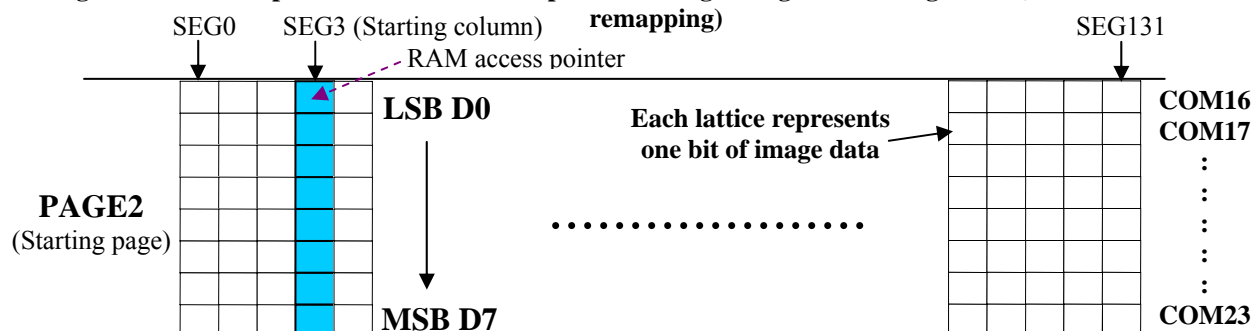 remapping)
SEG0 SEG3 (Starting column) SEG131
RAM access pointer
LSB D0
Each lattice represents
one bit of image data
COM16
COM17
:
:
:
:
:
COM23
PAGE2
(Starting page)
..................
MSB D7